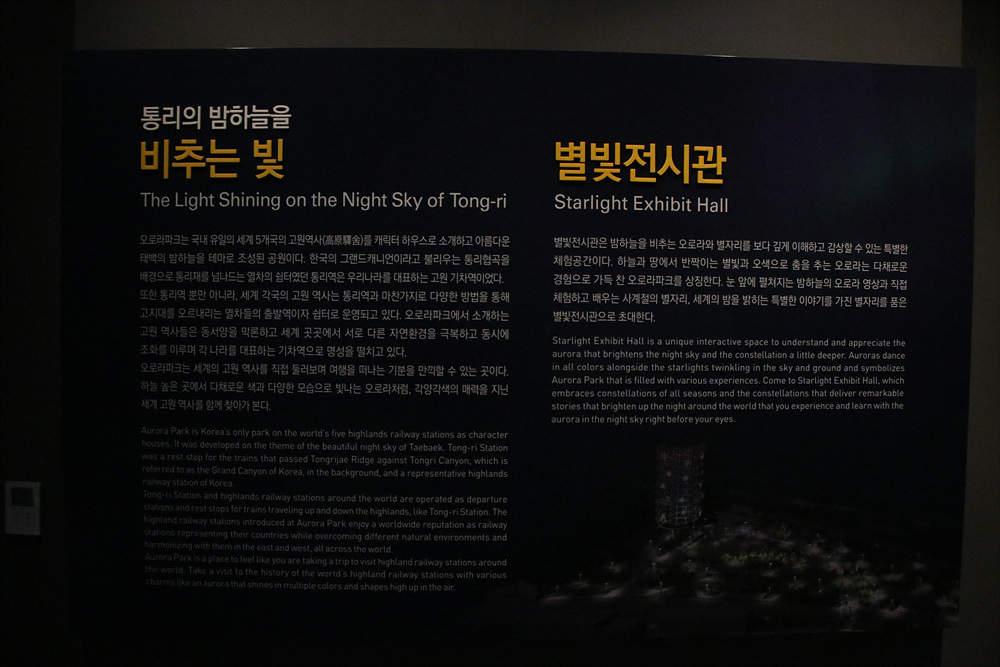 통리의 밤하늘을
비추는 빛
The Light Shining on the Night Sky of Tong-ri
오로라파크는 국내 유일의 세계 5개국의 고원역사(高原驛舍)를 캐릭터 하우스로 소개하고 아름다운
태백의 밤하늘을 테마로 조성된 공원이다. 한국의 그랜드캐니언이라고 불리우는 통리협곡을
배경으로 통리재를 넘나드는 열차의 쉼터였던 통리역은 우리나라를 대표하는 고원 기차역이었다.
또한 통리역 뿐만 아니라, 세계 각국의 고원 역사는 통리역과 마찬가지로 다양한 방법을 통해
고지대를 오르내리는 열차들의 출발역이자 쉼터로 운영되고 있다. 오로라파크에서 소개하는
고원 역사들은 동서양을 막론하고 세계 곳곳에서 서로 다른 자연환경을 극복하고 동시에
조화를 이루며 각 나라를 대표하는 기차역으로 명성을 떨치고 있다.
오로라파크는 세계의 고원 역사를 직접 둘러보며 여행을 떠나는 기분을 만끽할 수 있는 곳이다.
하늘 높은 곳에서 다채로운 색과 다양한 모습으로 빛나는 오로라처럼, 각양각색의 매력을 지닌
세계 고원 역사를 함께 찾아가 본다.
Aurora Park is Korea's only park on the world's five highlands railway stations as character
houses. It was developed on the theme of the beautiful night sky of Taebaek. Tong-ri Station
was a rest stop for the trains that passed Tongrijae Ridge against Tongri Canyon, which is
referred to as the Grand Canyon of Korea, in the background, and a representative highlands
railway station of Korea.
Tong-ri Station and highlands railway stations around the world are operated as departure
stations and rest stops for trains traveling up and down the highlands, like Tong-ri Station. The
highland railway stations introduced at Aurora Park enjoy a worldwide reputation as railway
stations representing their countries while overcoming different natural environments and
harmonizing with them in the east and west, all across the world.
Aurora Park is a place to feel like you are taking a trip to visit highland railway stations around
the world. Take a visit to the history of the world's highland railway stations with various
charms like an aurora that shines in multiple colors and shapes high up in the air.
별빛전시관
Starlight Exhibit Hall
별빛전시관은 밤하늘을 비추는 오로라와 별자리를 보다 깊게 이해하고 감상할 수 있는 특별한
체험공간이다. 하늘과 땅에서 반짝이는 별빛과 오색으로 춤을 추는 오로라는 다채로운
경험으로 가득 찬 오로라파크를 상징한다. 눈 앞에 펼쳐지는 밤하늘의 오로라 영상과 직접
체험하고 배우는 사계절의 별자리, 세계의 밤을 밝히는 특별한 이야기를 가진 별자리를 품은
별빛전시관으로 초대한다.
Starlight Exhibit Hall is a unique interactive space to understand and appreciate the
aurora that brightens the night sky and the constellation a little deeper. Auroras dance
in all colors alongside the starlights twinkling in the sky and ground and symbolizes
Aurora Park that is filled with various experiences. Come to Starlight Exhibit Hall, which
embraces constellations of all seasons and the constellations that deliver remarkable
stories that brighten up the night around the world that you experience and learn with the
aurora in the night sky right before your eyes.